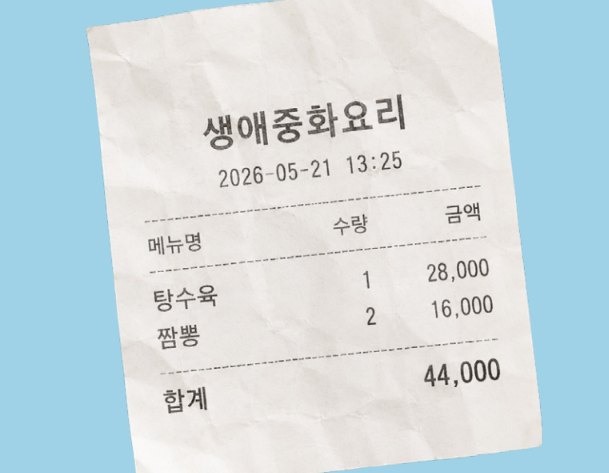 생애중화요리
2026-05-21 13:25
메뉴명 수량 금액
탕수육 1 28,000
짬뽕 2 16,000
합계 44,000